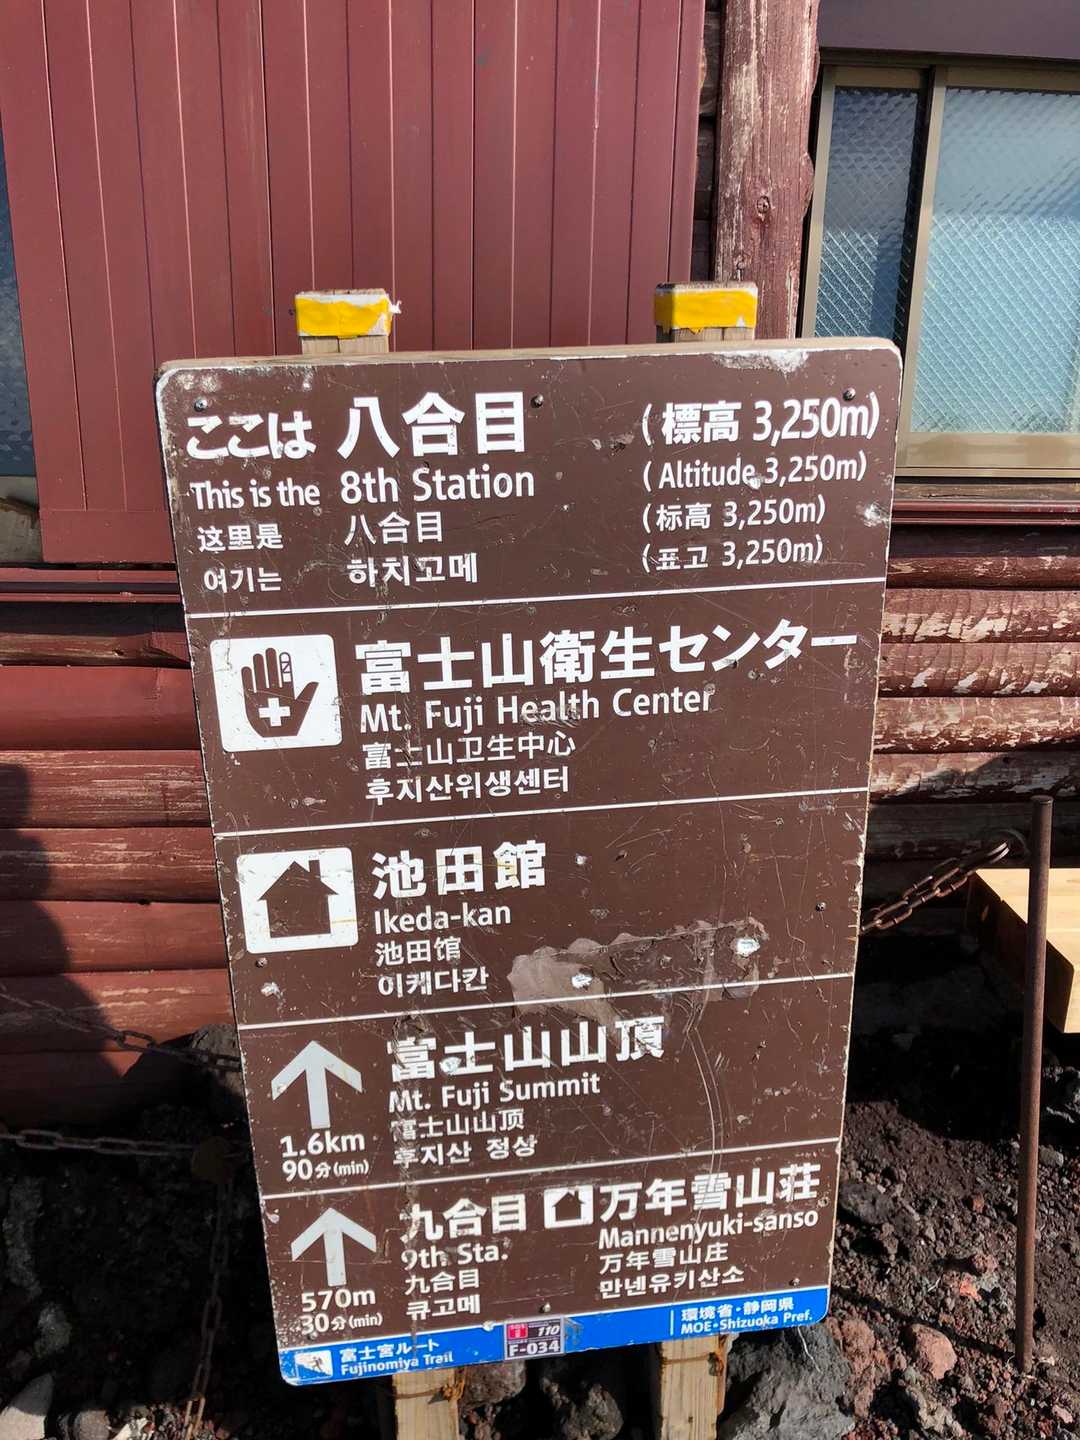 ここは 八合目 (標高 3,250m)
This is the 8th Station (Altitude 3,250m)
这里是 八合目 (标高 3,250m)
여기는 하치고메 (표고 3,250m)
富士山衛生センター
Mt. Fuji Health Center
富士山卫生中心
후지산위생센터
池田館
Ikeda-kan
池田馆
이케다칸
富士山山頂
Mt. Fuji Summit
富士山山顶
후지산 정상
1.6km
90分(min)
九合目 万年雪山荘
9th Sta. Mannenyuki-sanso
九合目 万年雪山庄
큐고메 만넨유키산소
570m
30分(min)
富士宮ルート
Fujinomiya Trail
110
F-034
環境省・静岡県
MOE・Shizuoka Pref.